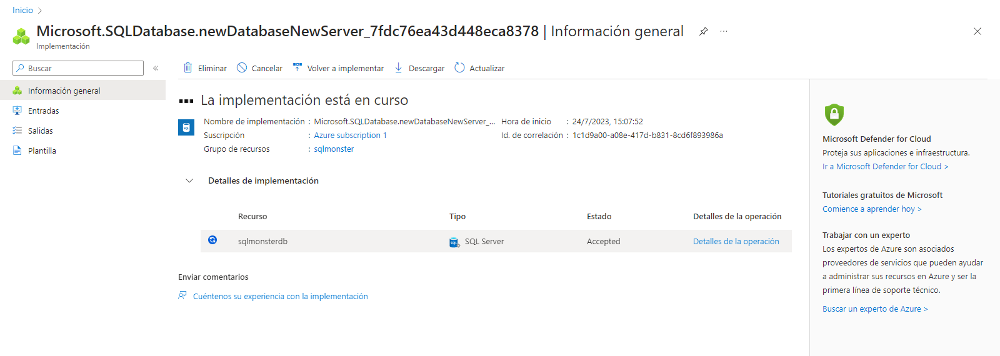 Inicio
Microsoft.SQLDatabase.newDatabaseNewServer_7fdc76ea43d448eca8378 | Información general
Implementación
Buscar
Eliminar Cancelar Volver a implementar Descargar Actualizar
Información general
Entradas
Salidas
Plantilla
La implementación está en curso
Nombre de implementación : Microsoft.SQLDatabase.newDatabaseNewServer_... Hora de inicio : 24/7/2023, 15:07:52
Suscripción : Azure subscription 1 Id. de correlación : 1c1d9a00-a08e-417d-b831-8cd6f893986a
Grupo de recursos : sqlmonster
Detalles de implementación
Recurso Tipo Estado Detalles de la operación
sqlmonsterdb SQL Server Accepted Detalles de la operación
Enviar comentarios
Cuéntenos su experiencia con la implementación
Microsoft Defender for Cloud
Proteja sus aplicaciones e infraestructura.
Ir a Microsoft Defender for Cloud >
Tutoriales gratuitos de Microsoft
Comience a aprender hoy >
Trabajar con un experto
Los expertos de Azure son asociados
proveedores de servicios que pueden ayudar
a administrar sus recursos en Azure y ser la
primera línea de soporte técnico.
Buscar un experto de Azure >